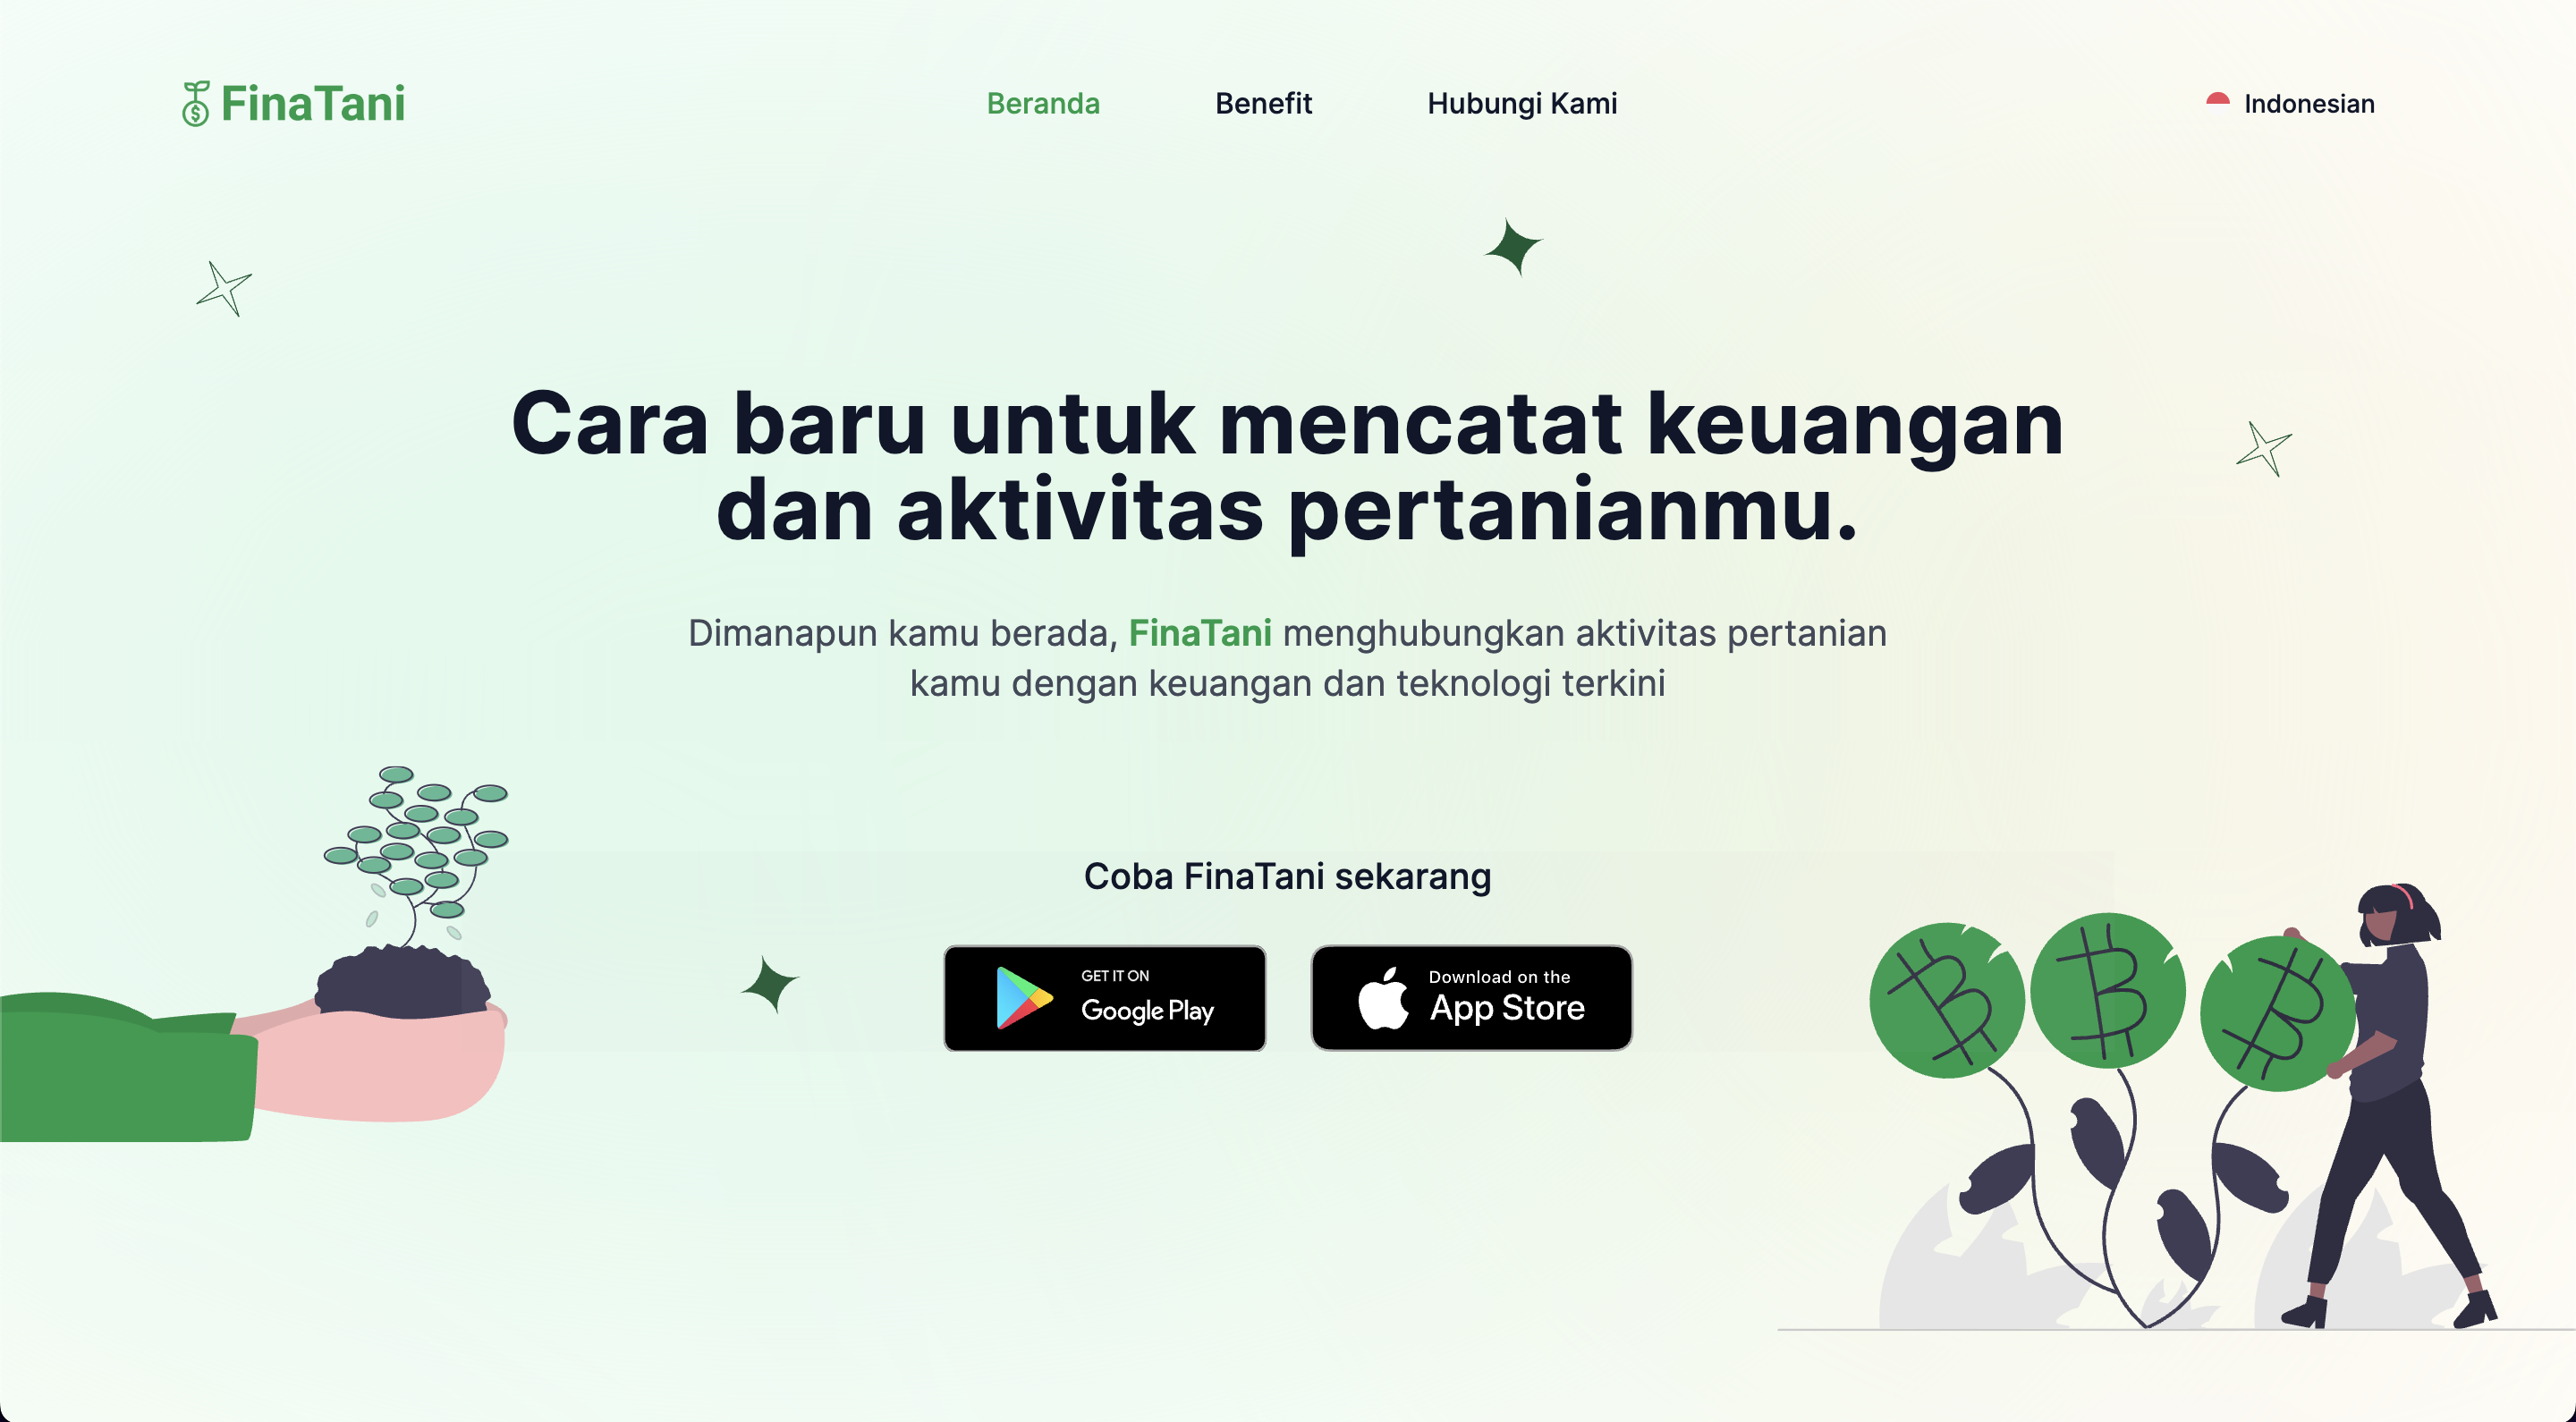 FinaTani
Beranda
Benefit
Hubungi Kami
Indonesian
Cara baru untuk mencatat keuangan
dan aktivitas pertanianmu.
Dimanapun kamu berada, FinaTani menghubungkan aktivitas pertanian
kamu dengan keuangan dan teknologi terkini
Coba FinaTani sekarang
GET IT ON
Google Play
Download on the
App Store